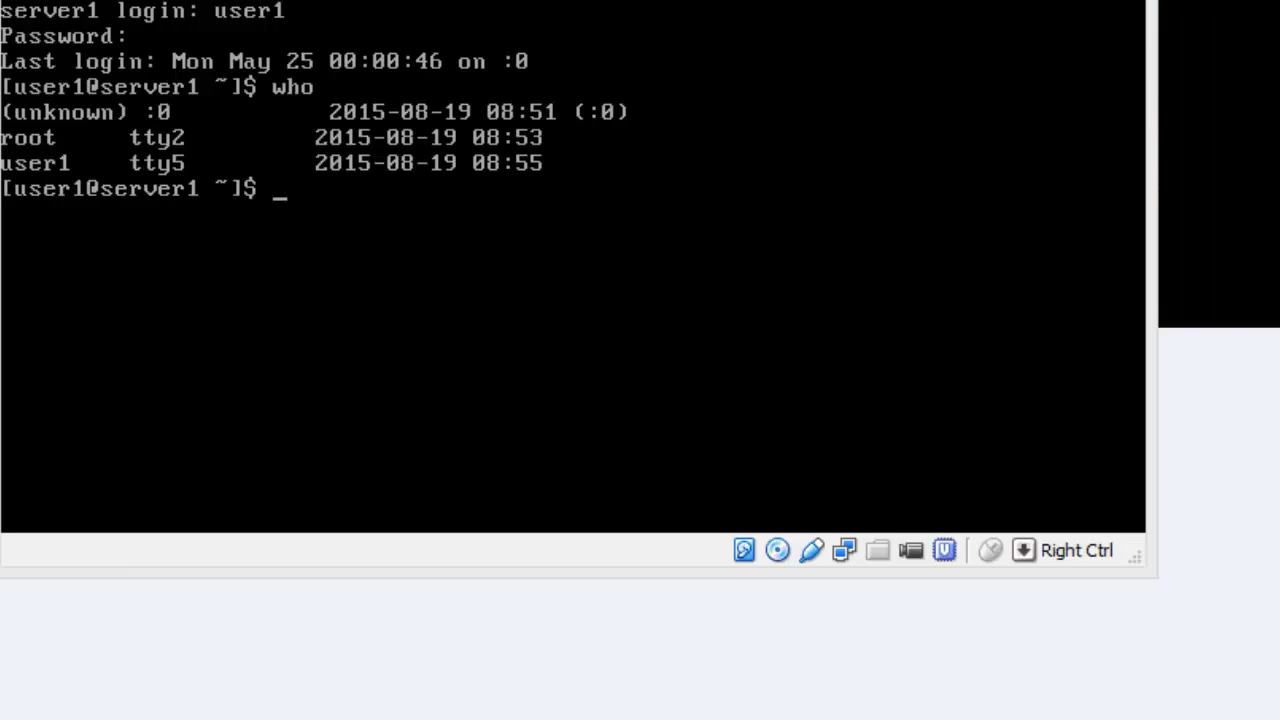 server1 login: user1
Password:
Last login: Mon May 25 00:00:46 on :0
[user1@server1 ~]$ who
(unknown) :0           2015-08-19 08:51 (:0)
root     tty2         2015-08-19 08:53
user1    tty5         2015-08-19 08:55
[user1@server1 ~]$ _
Right Ctrl